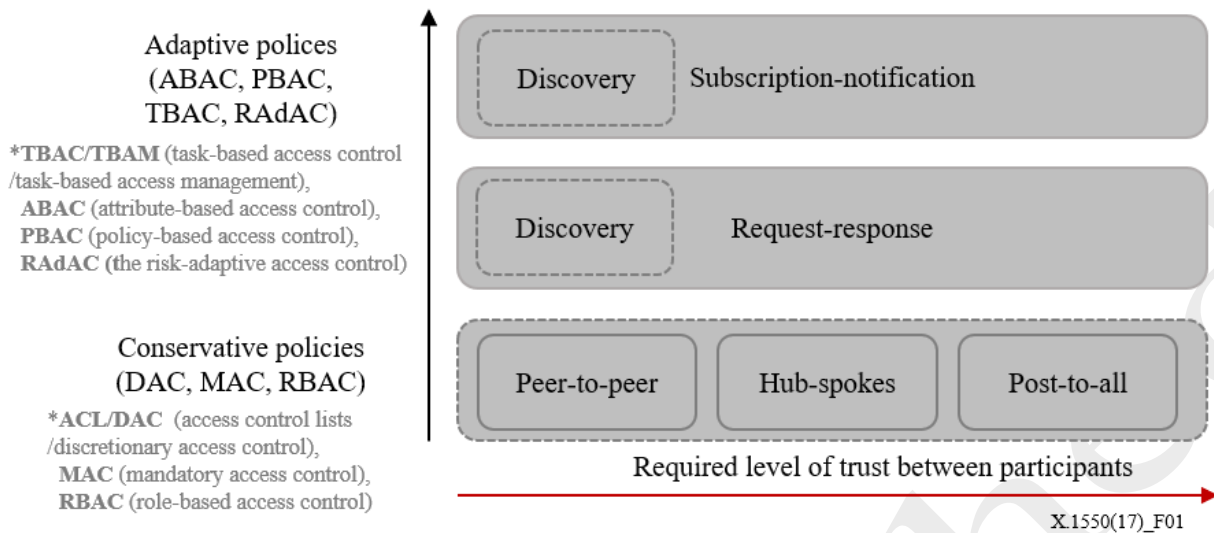 Adaptive polices
(ABAC, PBAC,
TBAC, RAdAC)
*TBAC/TBAM (task-based access control
/task-based access management),
ABAC (attribute-based access control),
PBAC (policy-based access control),
RAdAC (the risk-adaptive access control)
Conservative policies
(DAC, MAC, RBAC)
*ACL/DAC (access control lists
/discretionary access control),
MAC (mandatory access control),
RBAC (role-based access control)
Discovery
Subscription-notification
Discovery
Request-response
Peer-to-peer
Hub-spokes
Post-to-all
Required level of trust between participants
X.1550(17)_F01